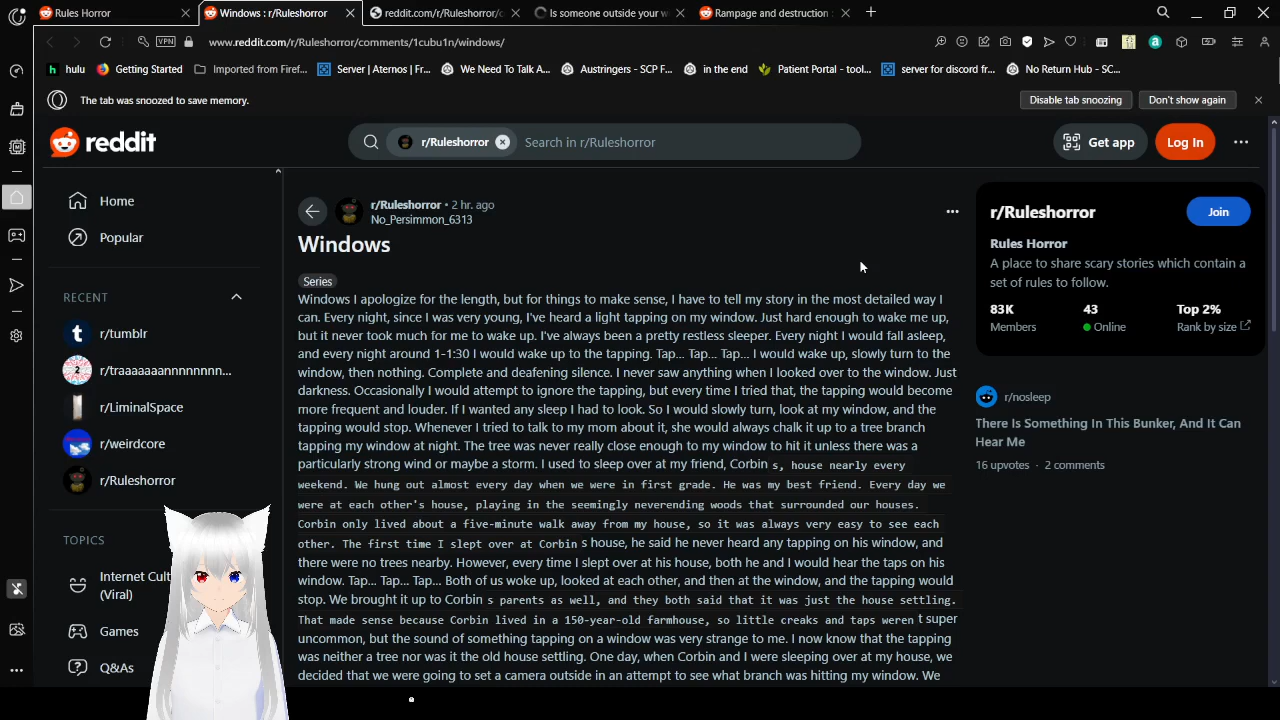 Rules Horror
Windows : r/Ruleshorror
reddit.com/r/Ruleshorror/c
Is someone outside your w
Rampage and destruction :
VPN
www.reddit.com/r/Ruleshorror/comments/1cubu1n/windows/
hulu
Getting Started
Imported from Firef...
Server | Aternos | Fr...
We Need To Talk A...
Austringers - SCP F...
in the end
Patient Portal - tool...
server for discord fr...
No Return Hub - SC...
The tab was snoozed to save memory.
Disable tab snoozing
Don't show again
reddit
r/Ruleshorror
Search in r/Ruleshorror
Get app
Log In
Home
Popular
RECENT
r/tumblr
r/traaaaaaannnnnnnnn...
r/LiminalSpace
r/weirdcore
r/Ruleshorror
TOPICS
Internet Cult
(Viral)
Games
Q&As
r/Ruleshorror • 2 hr. ago
No_Persimmon_6313
Windows
Series
Windows I apologize for the length, but for things to make sense, I have to tell my story in the most detailed way I
can. Every night, since I was very young, I've heard a light tapping on my window. Just hard enough to wake me up,
but it never took much for me to wake up. I've always been a pretty restless sleeper. Every night I would fall asleep,
and every night around 1-1:30 I would wake up to the tapping. Tap... Tap... Tap... I would wake up, slowly turn to the
window, then nothing. Complete and deafening silence. I never saw anything when I looked over to the window. Just
darkness. Occasionally I would attempt to ignore the tapping, but every time I tried that, the tapping would become
more frequent and louder. If I wanted any sleep I had to look. So I would slowly turn, look at my window, and the
tapping would stop. Whenever I tried to talk to my mom about it, she would always chalk it up to a tree branch
tapping my window at night. The tree was never really close enough to my window to hit it unless there was a
particularly strong wind or maybe a storm. I used to sleep over at my friend, Corbin s, house nearly every
weekend. We hung out almost every day when we were in first grade. He was my best friend. Every day we
were at each other's house, playing in the seemingly neverending woods that surrounded our houses.
Corbin only lived about a five-minute walk away from my house, so it was always very easy to see each
other. The first time I slept over at Corbin s house, he said he never heard any tapping on his window, and
there were no trees nearby. However, every time I slept over at his house, both he and I would hear the taps on his
window. Tap... Tap... Tap... Both of us woke up, looked at each other, and then at the window, and the tapping would
stop. We brought it up to Corbin s parents as well, and they both said that it was just the house settling.
That made sense because Corbin lived in a 150-year-old farmhouse, so little creaks and taps weren t super
uncommon, but the sound of something tapping on a window was very strange to me. I now know that the tapping
was neither a tree nor was it the old house settling. One day, when Corbin and I were sleeping over at my house, we
decided that we were going to set a camera outside in an attempt to see what branch was hitting my window. We
r/Ruleshorror
Join
Rules Horror
A place to share scary stories which contain a
set of rules to follow.
83K
43
Top 2%
Members
Online
Rank by size
r/nosleep
There Is Something In This Bunker, And It Can
Hear Me
16 upvotes • 2 comments